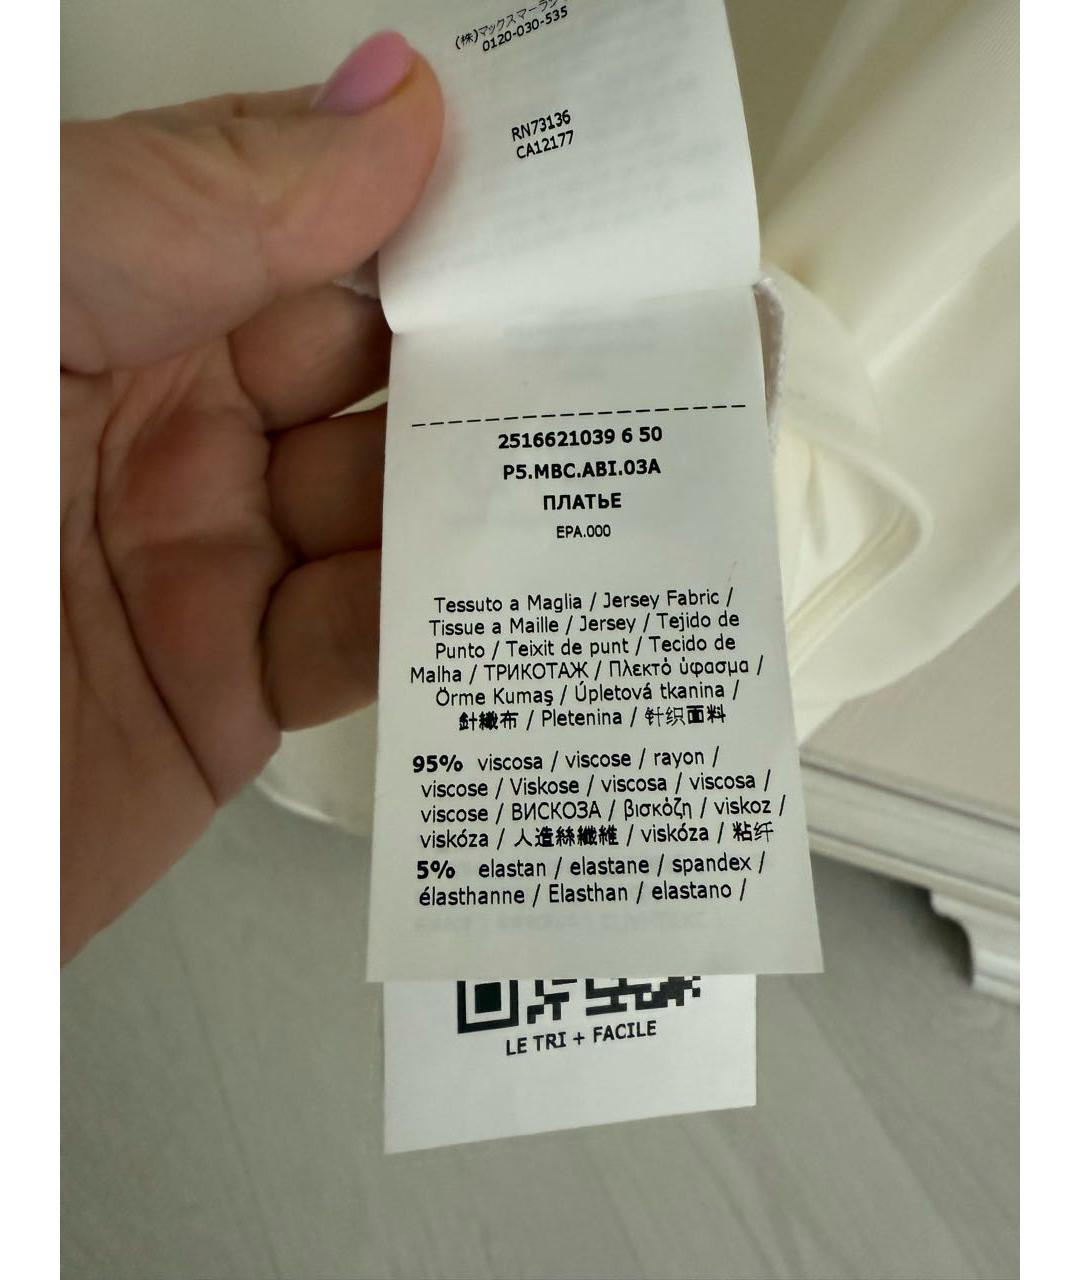 (株)マックスマーラジ
0120-030-535
RN73136
CA12177
2516621039 6 50
P5.MBC.ABI.03A
ПЛАТЬЕ
EPA.000
Tessuto a Maglia / Jersey Fabric /
Tissue a Maille / Jersey / Tejido de
Punto / Teixit de punt / Tecido de
Malha / ТРИКОТАЖ / Πλεκτὸ ὑφασμα /
Örme Kumaş / Úpletová tkanina /
針織布 / Pletenina / 针织面料
95% viscosa / viscose / rayon /
viscose / Viskose / viscosa / viscosa /
viscose / ВИСКОЗА / βισκόζη / viskoz /
viskóza / 人造絲纖維 / viskóza / 粘纤
5% elastan / elastane / spandex /
élasthanne / Elasthan / elastano /
LE TRI + FACILE